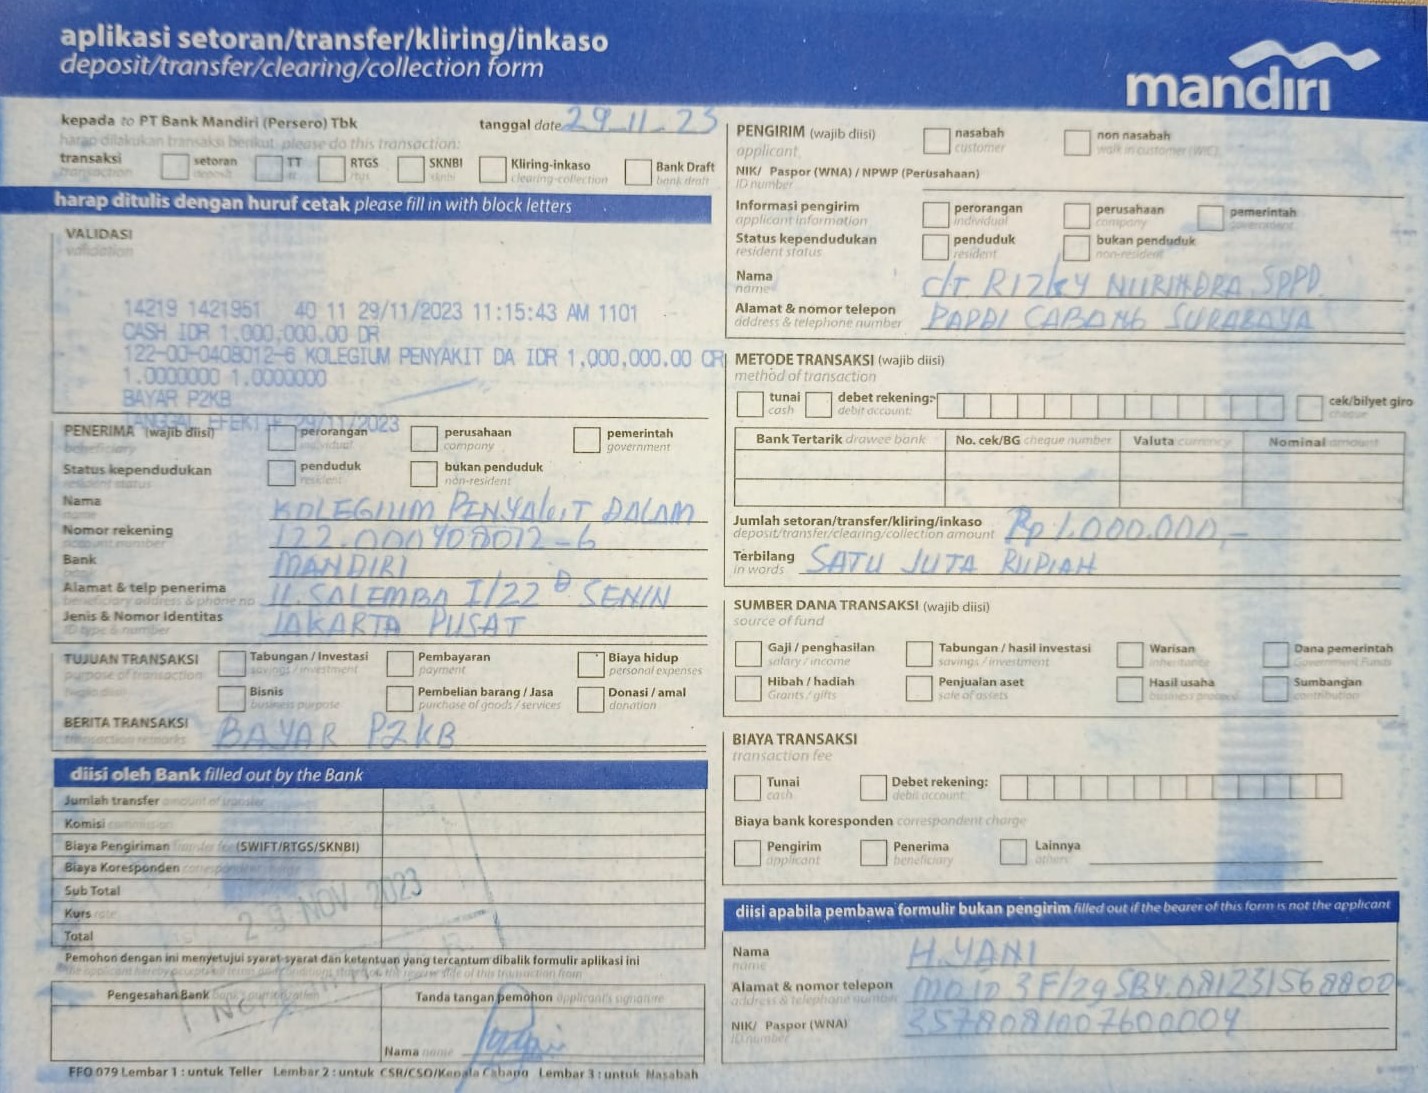 aplikasi setoran/transfer/kliring/inkaso
deposit/transfer/clearing/collection form
mandırı
kepada to PT Bank Mandiri (Persero) Tbk
tanggal date 29-11-23
harap dilakukan transaksi berikut please do this transaction:
transaksi setoran TT RTGS SKNBI Kliring-inkaso Bank Draft
transaction deposit tt rtgs sknbi clearing-collection bank draft
harap ditulis dengan huruf cetak please fill in with block letters
VALIDASI
validation
14219 1421951 40 11 29/11/2023 11:15:43 AM 1101
CASH IDR 1,000,000.00 DR
122-00-0408012-6 KOLEGIUM PENYAKIT DA IDR 1,000,000.00 CR
1.0000000 1.0000000
BAYAR P2KB
TANGGAL EFEKTIF 29/11/2023
PENERIMA (wajib diisi) perorangan perusahaan pemerintah
beneficiary individual company government
Status kependudukan penduduk bukan penduduk
resident status resident non-resident
Nama KOLEGIUM PENYAKIT DALAM
name
Nomor rekening 122.000408012-6
account number
Bank MANDIRI
Alamat & telp penerima JL. SALEMBA I/22 D SENIN
beneficiary address & phone no
Jenis & Nomor identitas JAKARTA PUSAT
ID type & number
TUJUAN TRANSAKSI Tabungan / Investasi Pembayaran Biaya hidup
purpose of transaction savings / investment payment personal expenses
Bisnis Pembelian barang / Jasa Donasi / amal
business purpose purchase of goods / services donation
BERITA TRANSAKSI BAYAR P2KB
transaction remarks
diisi oleh Bank filled out by the Bank
Jumlah transfer amount of transfer
Komisi commission
Biaya Pengiriman transfer fee (SWIFT/RTGS/SKNBI)
Biaya Koresponden
Sub Total
Kurs rate
Total
29 NOV 2023
Pemohon dengan ini menyetujui syarat-syarat dan ketentuan yang tercantum dibalik formulir aplikasi ini
Pengesahan Bank Tanda tangan pemohon applicant's signature
Nama name
FFO 079 Lembar 1 : untuk Teller Lembar 2 : untuk CSR/CSO/Kepala Cabang Lembar 3 : untuk Nasabah
PENGIRIM (wajib diisi) nasabah non nasabah
applicant customer walk in customer (WIC)
NIK/ Paspor (WNA) / NPWP (Perusahaan)
ID number
Informasi pengirim perorangan perusahaan pemerintah
applicant information individual company government
Status kependudukan penduduk bukan penduduk
resident status resident non-resident
Nama dr. RIZKY NURINDRA, SPPD
name
Alamat & nomor telepon PAPDI CABANG SURABAYA
address & telephone number
METODE TRANSAKSI (wajib diisi)
method of transaction
tunai debet rekening: cek/bilyet giro
cash debit account: cheque
Bank Tertarik drawee bank No. cek/BG cheque number Valuta currency Nominal amount
Jumlah setoran/transfer/kliring/inkaso Rp 1.000.000,-
deposit/transfer/clearing/collection amount
Terbilang SATU JUTA RUPIAH
in words
SUMBER DANA TRANSAKSI (wajib diisi)
source of fund
Gaji / penghasilan Tabungan / hasil investasi Warisan Dana pemerintah
salary / income savings / investment inheritance Government Funds
Hibah / hadiah Penjualan aset Hasil usaha Sumbangan
Grants / gifts sale of assets business proceed contribution
BIAYA TRANSAKSI
transaction fee
Tunai Debet rekening:
cash debit account:
Biaya bank koresponden correspondent charge
Pengirim Penerima Lainnya
applicant beneficiary others
diisi apabila pembawa formulir bukan pengirim filled out if the bearer of this form is not the applicant
Nama H. YANI
name
Alamat & nomor telepon MOJO 3F/29 SBY. 081231568800
address & telephone number
NIK/ Paspor (WNA) 3578081007600004
ID number